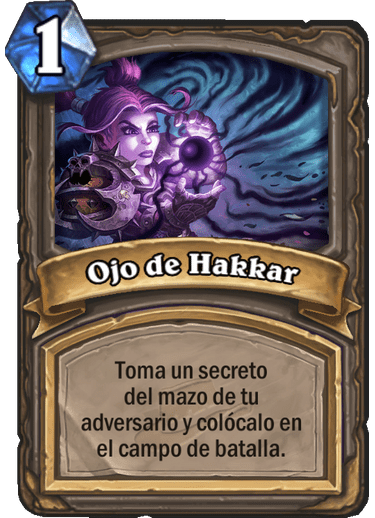 1
Ojo de Hakkar
Toma un secreto
del mazo de tu
adversario y colócalo en
el campo de batalla.